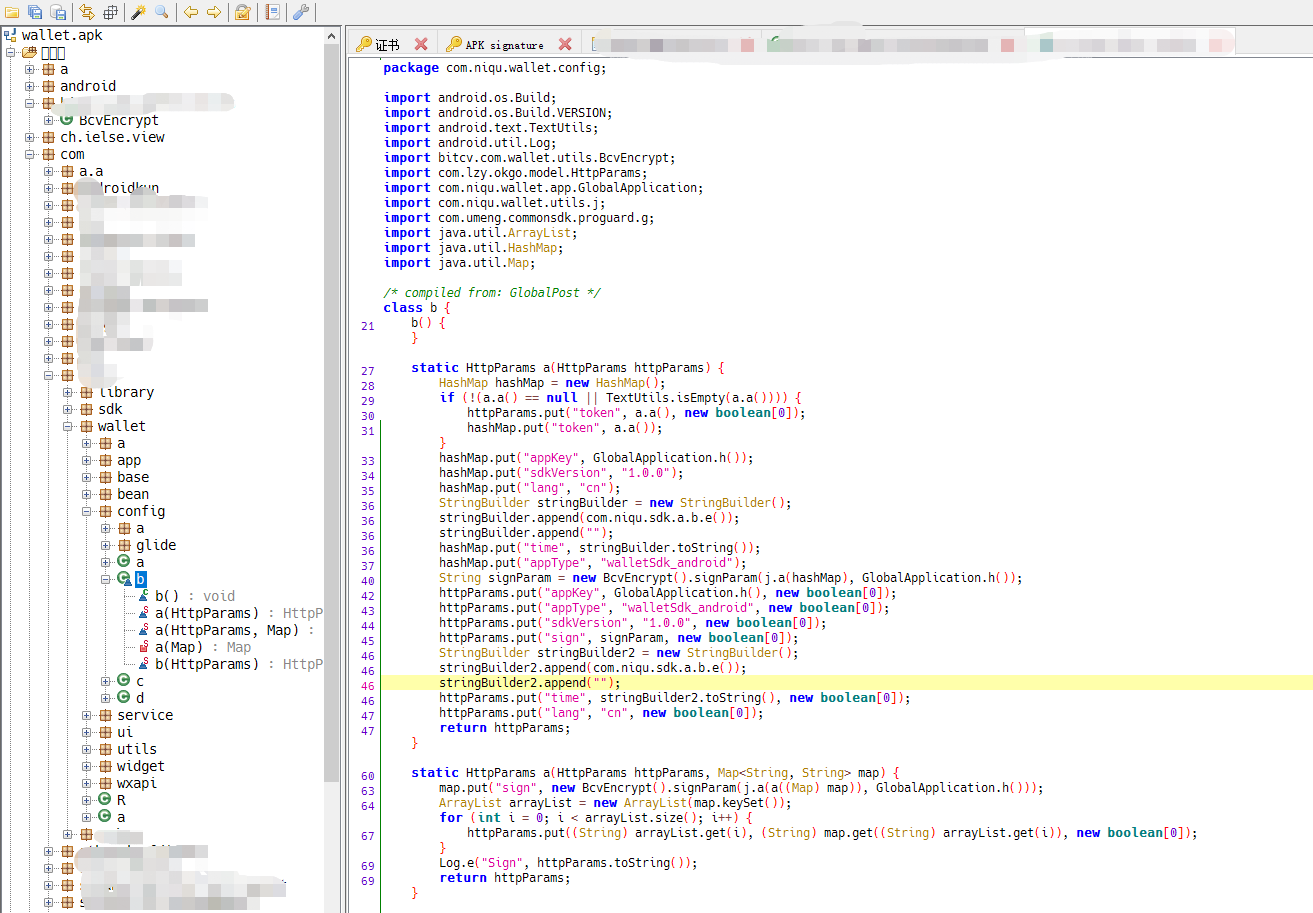 wallet.apk
a
android
BcvEncrypt
ch.ielse.view
com
a.a
droidkun
library
sdk
wallet
a
app
base
bean
config
a
glide
a
b
b() : void
a(HttpParams) : HttpP
a(HttpParams, Map) :
a(Map) : Map
b(HttpParams) : HttpP
c
d
service
ui
utils
widget
wxapi
R
a
证书
APK signature
package com.niqu.wallet.config;
import android.os.Build;
import android.os.Build.VERSION;
import android.text.TextUtils;
import android.util.Log;
import bitcv.com.wallet.utils.BcvEncrypt;
import com.lzy.okgo.model.HttpParams;
import com.niqu.wallet.app.GlobalApplication;
import com.niqu.wallet.utils.j;
import com.umeng.commonsdk.proguard.g;
import java.util.ArrayList;
import java.util.HashMap;
import java.util.Map;
/* compiled from: GlobalPost */
class b {
21 b() {
}
27 static HttpParams a(HttpParams httpParams) {
28 HashMap hashMap = new HashMap();
29 if (!(a.a() == null || TextUtils.isEmpty(a.a()))) {
30 httpParams.put("token", a.a(), new boolean[0]);
31 hashMap.put("token", a.a());
}
33 hashMap.put("appKey", GlobalApplication.h());
34 hashMap.put("sdkVersion", "1.0.0");
35 hashMap.put("lang", "cn");
36 StringBuilder stringBuilder = new StringBuilder();
36 stringBuilder.append(com.niqu.sdk.a.b.e());
36 stringBuilder.append("");
36 hashMap.put("time", stringBuilder.toString());
37 hashMap.put("appType", "walletSdk_android");
40 String signParam = new BcvEncrypt().signParam(j.a(hashMap), GlobalApplication.h());
42 httpParams.put("appKey", GlobalApplication.h(), new boolean[0]);
43 httpParams.put("appType", "walletSdk_android", new boolean[0]);
44 httpParams.put("sdkVersion", "1.0.0", new boolean[0]);
45 httpParams.put("sign", signParam, new boolean[0]);
46 StringBuilder stringBuilder2 = new StringBuilder();
46 stringBuilder2.append(com.niqu.sdk.a.b.e());
46 stringBuilder2.append("");
46 httpParams.put("time", stringBuilder2.toString(), new boolean[0]);
47 httpParams.put("lang", "cn", new boolean[0]);
47 return httpParams;
}
60 static HttpParams a(HttpParams httpParams, Map<String, String> map) {
63 map.put("sign", new BcvEncrypt().signParam(j.a(a((Map) map)), GlobalApplication.h()));
64 ArrayList arrayList = new ArrayList(map.keySet());
for (int i = 0; i < arrayList.size(); i++) {
67 httpParams.put((String) arrayList.get(i), (String) map.get((String) arrayList.get(i)), new boolean[0]);
}
69 Log.e("Sign", httpParams.toString());
69 return httpParams;
}